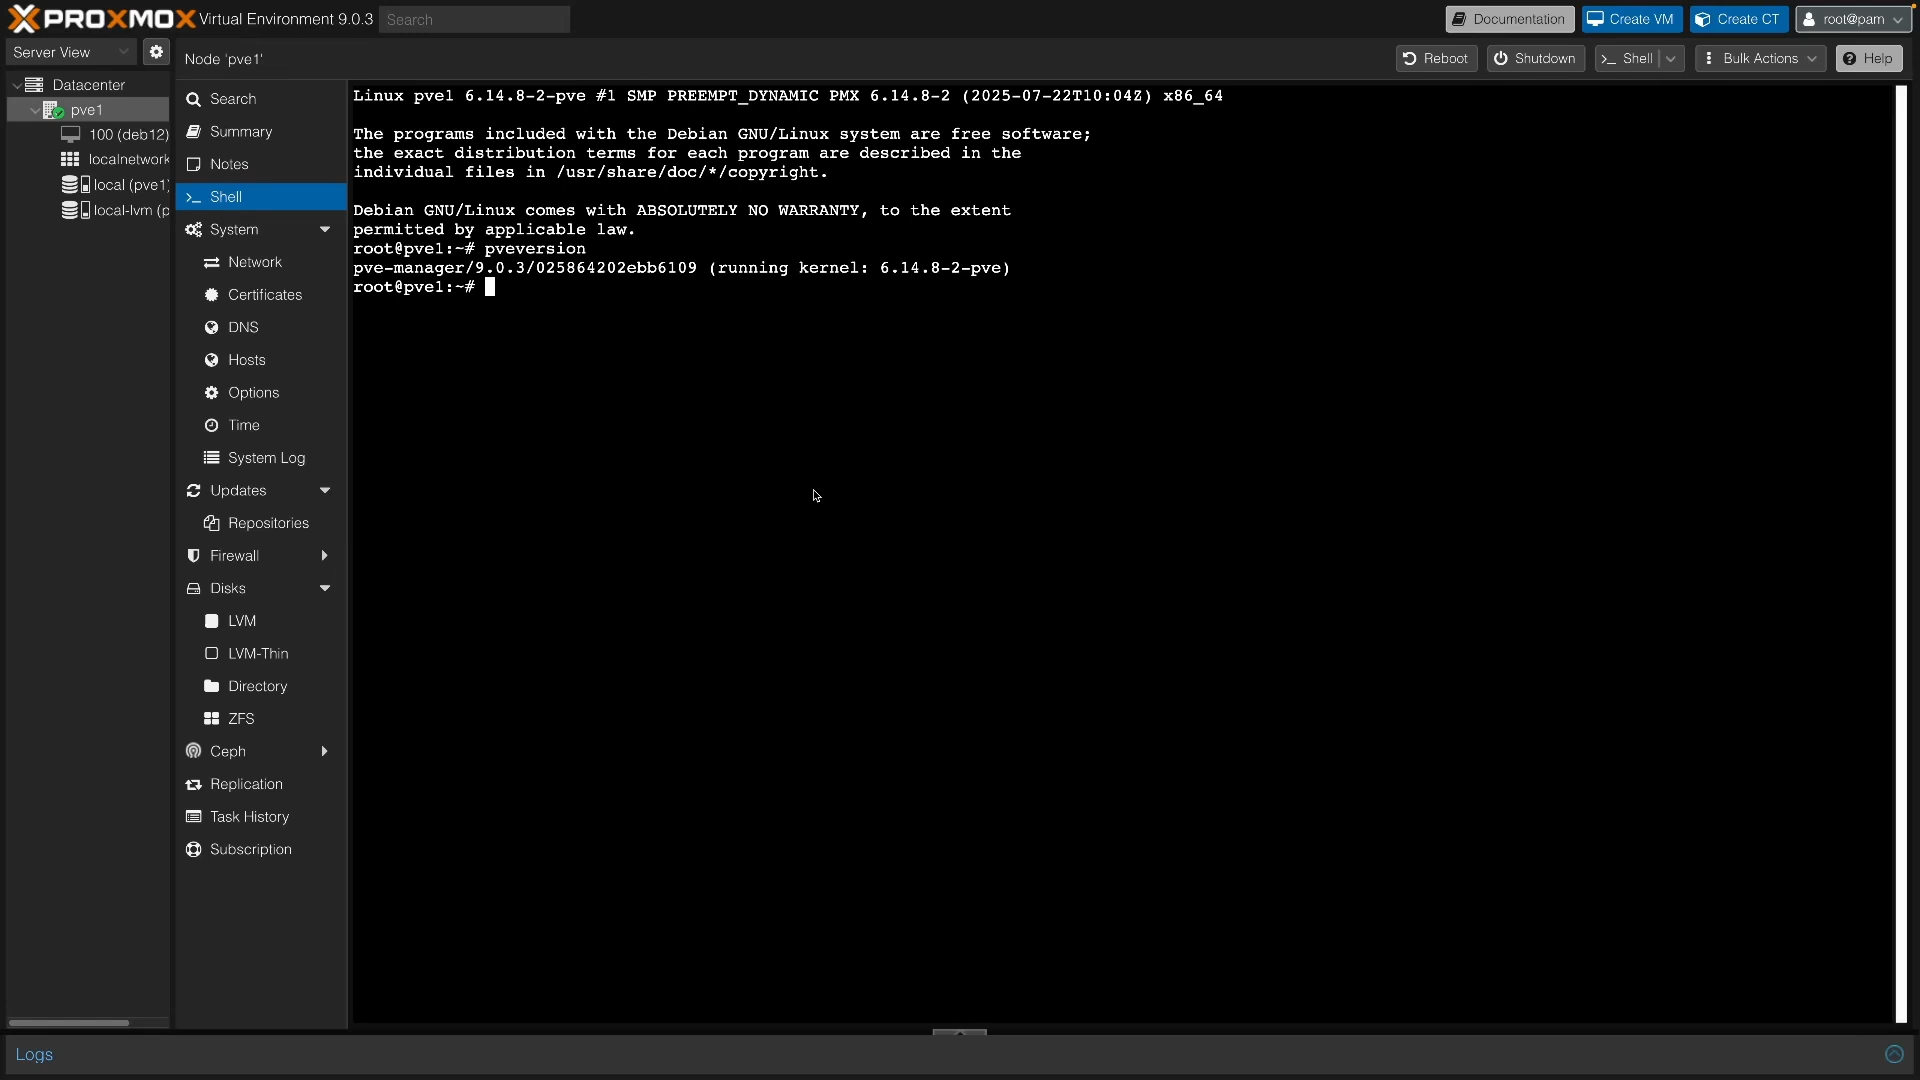 PROXMOX Virtual Environment 9.0.3 Search Documentation Create VM Create CT root@pam
Server View
Node 'pve1' Reboot Shutdown Shell Bulk Actions Help
Datacenter
pve1
100 (deb12)
localnetwork
local (pve1)
local-lvm (p
Search
Summary
Notes
Shell
System
Network
Certificates
DNS
Hosts
Options
Time
System Log
Updates
Repositories
Firewall
Disks
LVM
LVM-Thin
Directory
ZFS
Ceph
Replication
Task History
Subscription
Linux pve1 6.14.8-2-pve #1 SMP PREEMPT_DYNAMIC PMX 6.14.8-2 (2025-07-22T10:04Z) x86_64
The programs included with the Debian GNU/Linux system are free software;
the exact distribution terms for each program are described in the
individual files in /usr/share/doc/*/copyright.
Debian GNU/Linux comes with ABSOLUTELY NO WARRANTY, to the extent
permitted by applicable law.
root@pve1:~# pveversion
pve-manager/9.0.3/025864202ebb6109 (running kernel: 6.14.8-2-pve)
root@pve1:~#
Logs